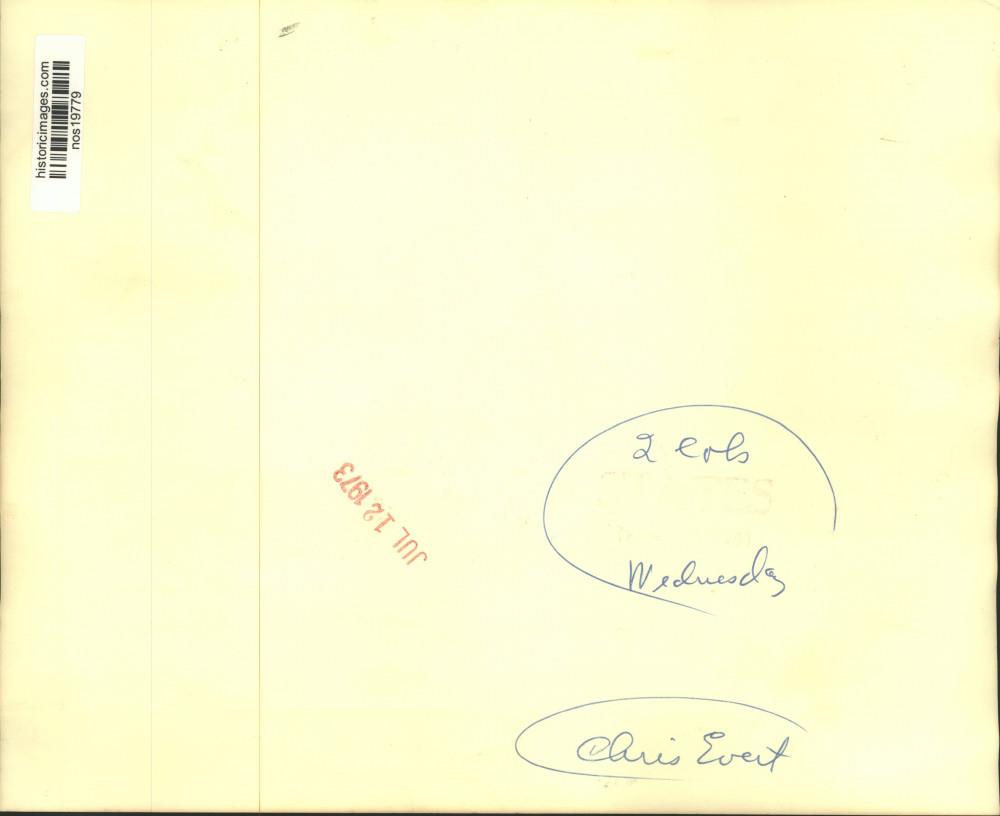 historicimages.com
nos19779
JUL 12 1973
2 cols
Wednesday
Chris Evert